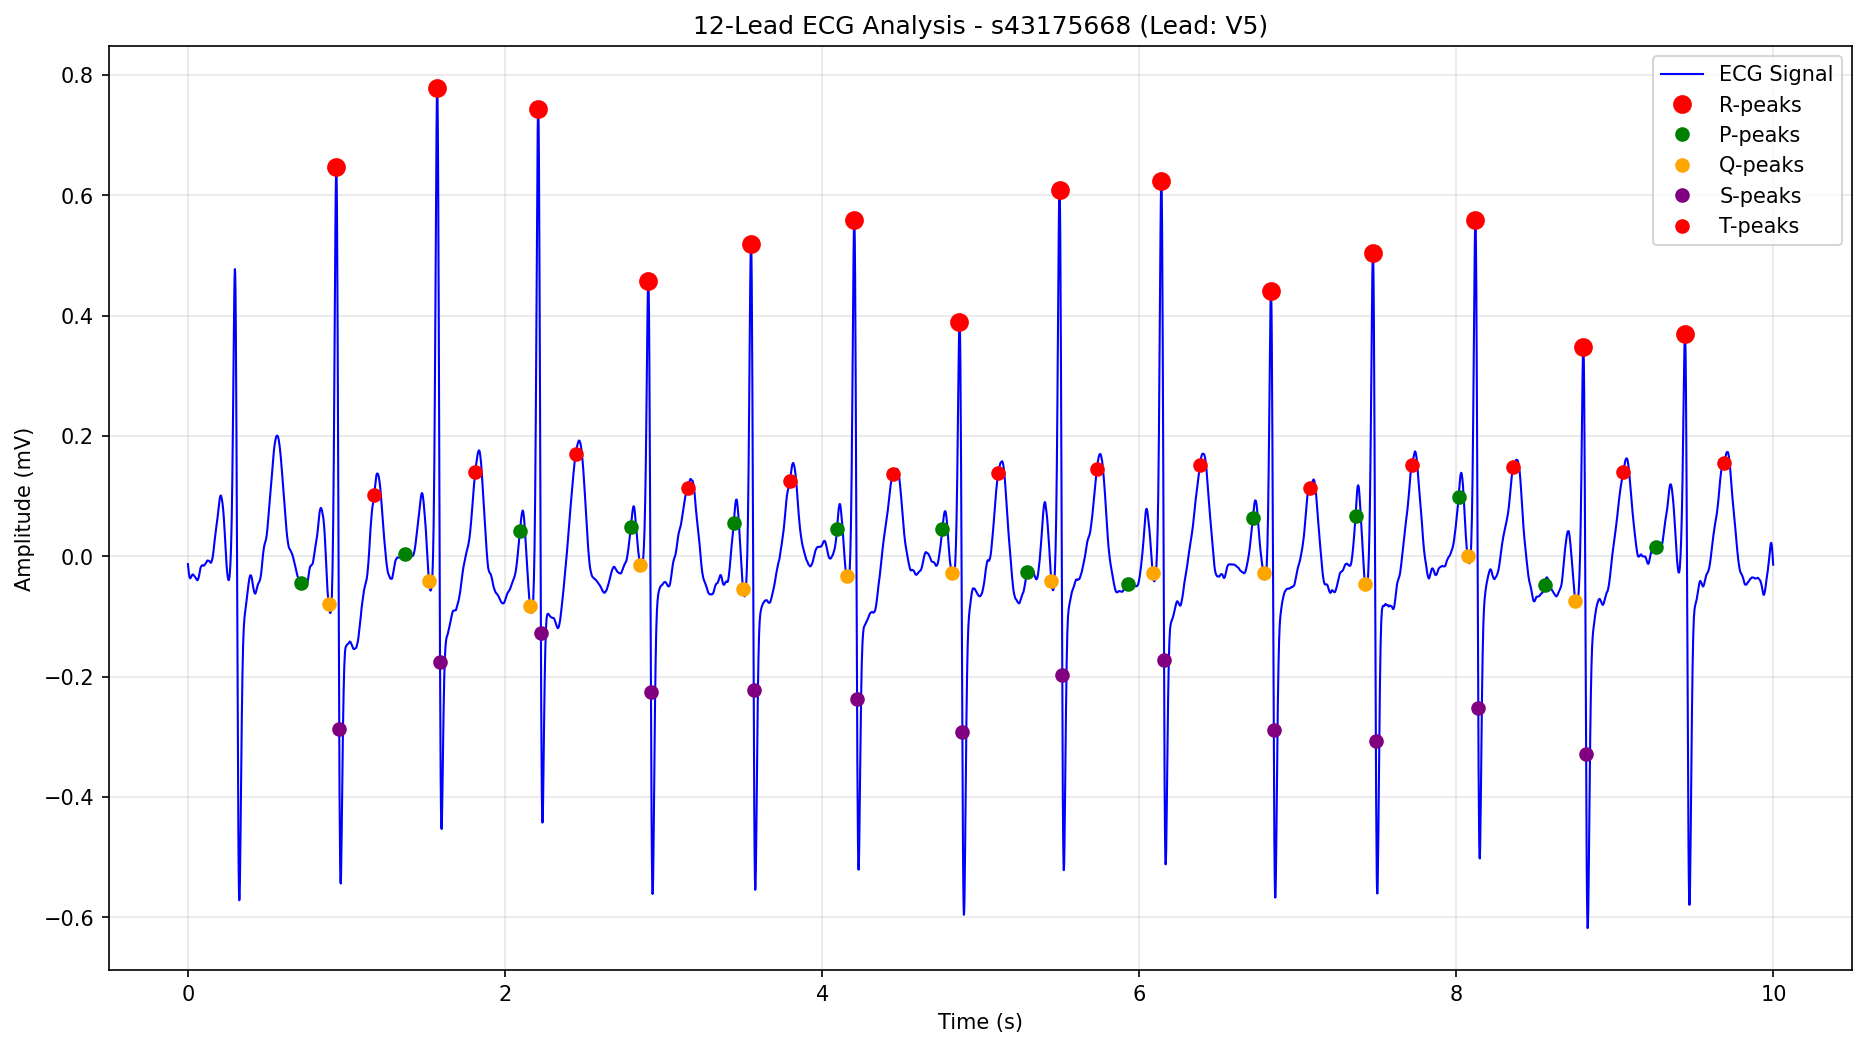 12-Lead ECG Analysis - s43175668 (Lead: V5)
ECG Signal
R-peaks
P-peaks
Q-peaks
S-peaks
T-peaks
Amplitude (mV)
0.8
0.6
0.4
0.2
0.0
−0.2
−0.4
−0.6
0 2 4 6 8 10
Time (s)